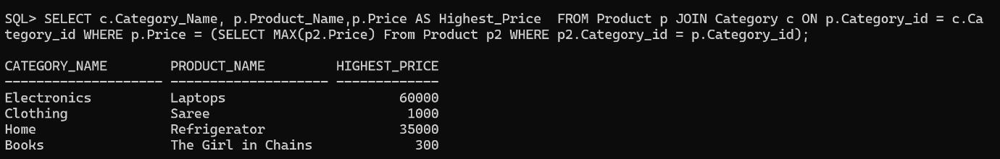 SQL> SELECT c.Category_Name, p.Product_Name,p.Price AS Highest_Price  FROM Product p JOIN Category c ON p.Category_id = c.Ca
tegory_id WHERE p.Price = (SELECT MAX(p2.Price) From Product p2 WHERE p2.Category_id = p.Category_id);
CATEGORY_NAME        PRODUCT_NAME         HIGHEST_PRICE
-------------------- -------------------- -------------
Electronics          Laptops                      60000
Clothing             Saree                         1000
Home                 Refrigerator                 35000
Books                The Girl in Chains             300